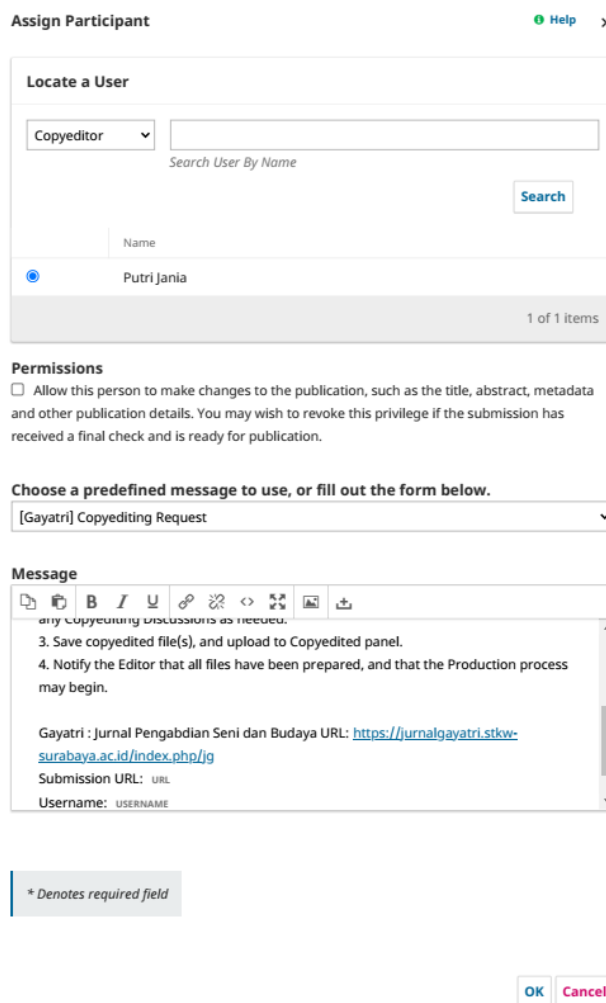 Assign Participant
Help
Locate a User
Copyeditor
Search User By Name
Search
Name
Putri Jania
1 of 1 items
Permissions
Allow this person to make changes to the publication, such as the title, abstract, metadata
and other publication details. You may wish to revoke this privilege if the submission has
received a final check and is ready for publication.
Choose a predefined message to use, or fill out the form below.
[Gayatri] Copyediting Request
Message
any Copyediting Discussions as needed.
3. Save copyedited file(s), and upload to Copyedited panel.
4. Notify the Editor that all files have been prepared, and that the Production process
may begin.
Gayatri : Jurnal Pengabdian Seni dan Budaya URL: https://jurnalgayatri.stkw-
surabaya.ac.id/index.php/jg
Submission URL: URL
Username: USERNAME
* Denotes required field
OK Cancel